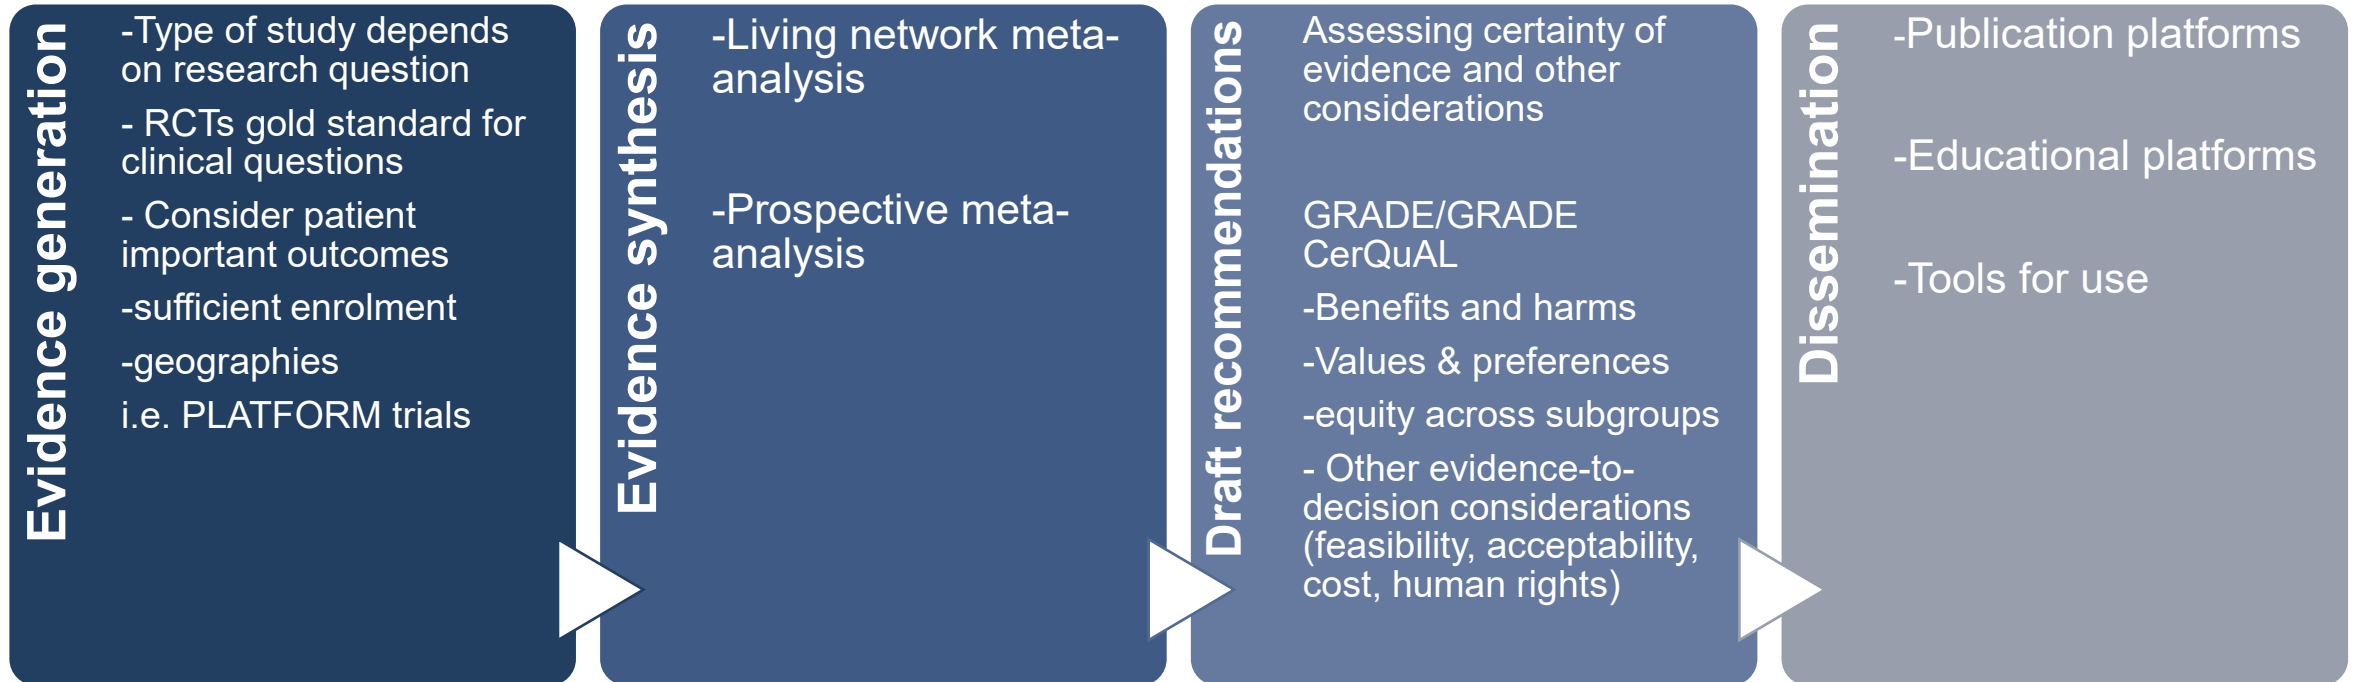 Evidence generation
-Type of study depends
on research question
- RCTs gold standard for
clinical questions
- Consider patient
important outcomes
-sufficient enrolment
-geographies
i.e. PLATFORM trials
Evidence synthesis
-Living network meta-
analysis
-Prospective meta-
analysis
Draft recommendations
Assessing certainty of
evidence and other
considerations
GRADE/GRADE
CerQuAL
-Benefits and harms
-Values & preferences
-equity across subgroups
- Other evidence-to-
decision considerations
(feasibility, acceptability,
cost, human rights)
Dissemination
-Publication platforms
-Educational platforms
-Tools for use